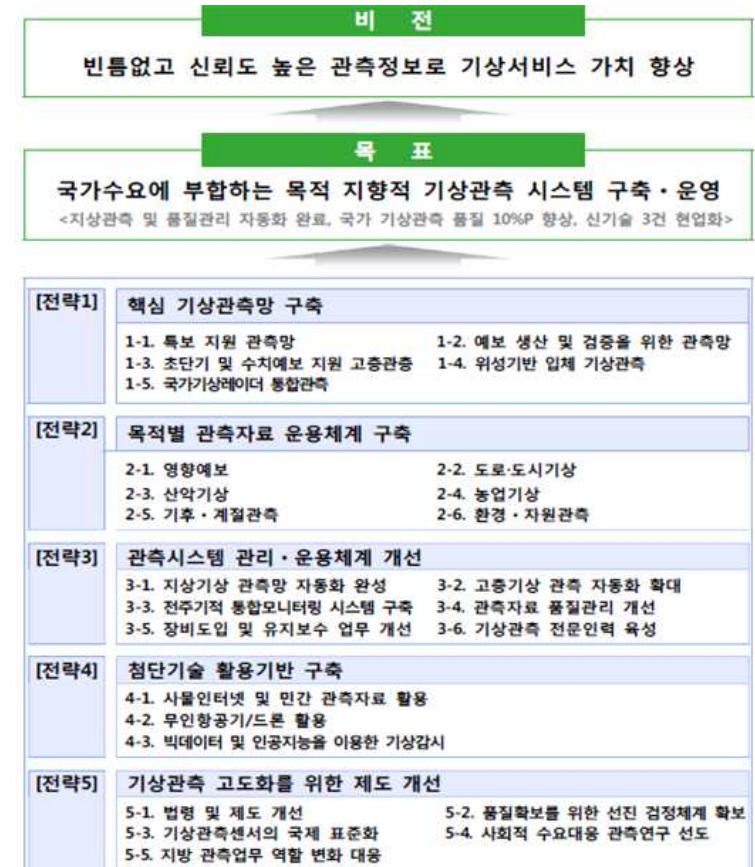 비 전
빈틈없고 신뢰도 높은 관측정보로 기상서비스 가치 향상
목 표
국가수요에 부합하는 목적 지향적 기상관측 시스템 구축・운영
<지상관측 및 품질관리 자동화 완료, 국가 기상관측 품질 10%P 향상, 신기술 3건 현업화>
[전략1] 핵심 기상관측망 구축
1-1. 특보 지원 관측망 1-2. 예보 생산 및 검증을 위한 관측망
1-3. 초단기 및 수치예보 지원 고층관층 1-4. 위성기반 입체 기상관측
1-5. 국가기상레이더 통합관측
[전략2] 목적별 관측자료 운용체계 구축
2-1. 영향예보 2-2. 도로·도시기상
2-3. 산악기상 2-4. 농업기상
2-5. 기후・계절관측 2-6. 환경・자원관측
[전략3] 관측시스템 관리・운용체계 개선
3-1. 지상기상 관측망 자동화 완성 3-2. 고층기상 관측 자동화 확대
3-3. 전주기적 통합모니터링 시스템 구축 3-4. 관측자료 품질관리 개선
3-5. 장비도입 및 유지보수 업무 개선 3-6. 기상관측 전문인력 육성
[전략4] 첨단기술 활용기반 구축
4-1. 사물인터넷 및 민간 관측자료 활용
4-2. 무인항공기/드론 활용
4-3. 빅데이터 및 인공지능을 이용한 기상감시
[전략5] 기상관측 고도화를 위한 제도 개선
5-1. 법령 및 제도 개선 5-2. 품질확보를 위한 선진 검정체계 확보
5-3. 기상관측센서의 국제 표준화 5-4. 사회적 수요대응 관측연구 선도
5-5. 지방 관측업무 역할 변화 대응